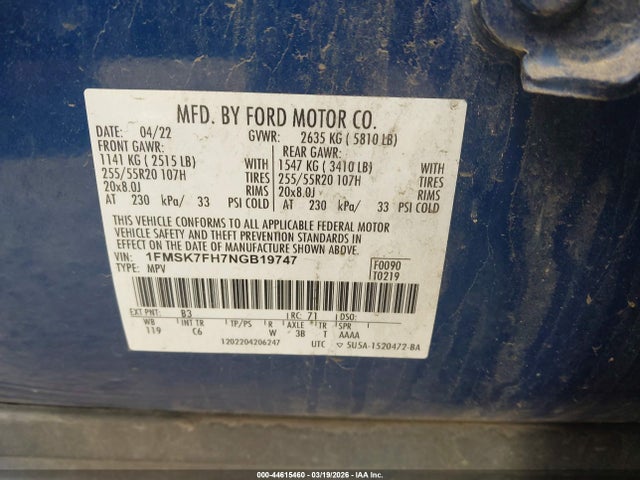 MFD. BY FORD MOTOR CO.
DATE: 04/22 GVWR: 2635 KG ( 5810 LB)
FRONT GAWR: REAR GAWR:
1141 KG ( 2515 LB) WITH 1547 KG ( 3410 LB) WITH
255/55R20 107H TIRES 255/55R20 107H TIRES
20x8.0J RIMS 20x8.0J RIMS
AT 230 kPa/ 33 PSI COLD AT 230 kPa/ 33 PSI COLD
THIS VEHICLE CONFORMS TO ALL APPLICABLE FEDERAL MOTOR
VEHICLE SAFETY AND THEFT PREVENTION STANDARDS IN
EFFECT ON THE DATE OF MANUFACTURE SHOWN ABOVE.
VIN: 1FMSK7FH7NGB19747 F0090
TYPE: MPV T0219
EXT PNT: B3 RC: 71 DSO:
WB INT TR TP/PS R AXLE TR SPR
119 C6 W 3B T AAAA
1202204206247 UTC ▽ SU5A-1520472-BA
000-44615460 | 03/19/2026 | IAA Corp.